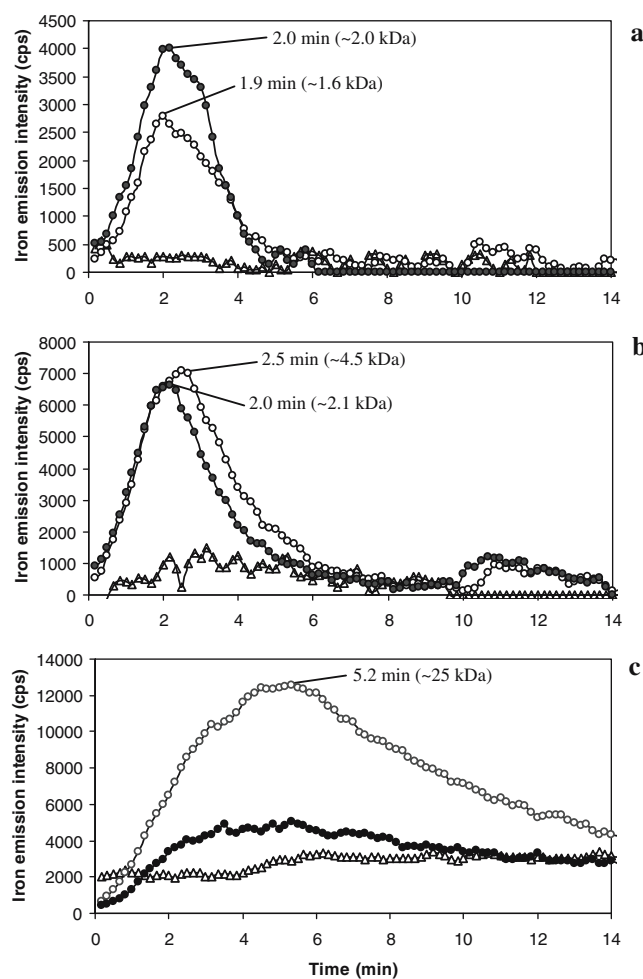 a
4500
4000
3500
3000
2500
2000
1500
1000
500
0
Iron emission intensity (cps)
2.0 min (~2.0 kDa)
1.9 min (~1.6 kDa)
0 2 4 6 8 10 12 14
b
8000
7000
6000
5000
4000
3000
2000
1000
0
Iron emission intensity (cps)
2.5 min (~4.5 kDa)
2.0 min (~2.1 kDa)
0 2 4 6 8 10 12 14
c
14000
12000
10000
8000
6000
4000
2000
0
Iron emission intensity (cps)
5.2 min (~25 kDa)
0 2 4 6 8 10 12 14
Time (min)